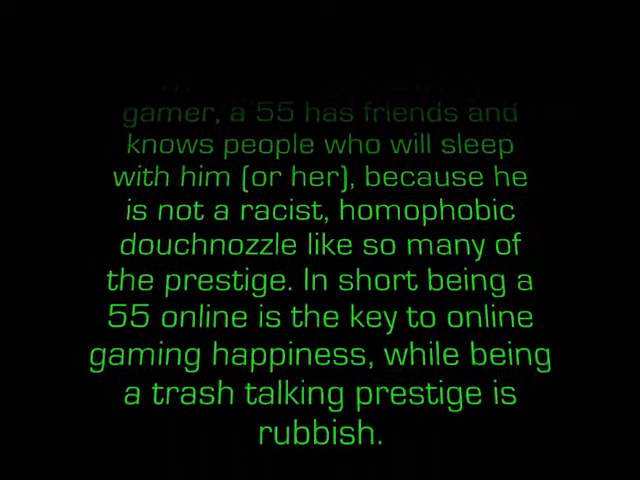 gamer, a 55 has friends and
knows people who will sleep
with him (or her), because he
is not a racist, homophobic
douchnozzle like so many of
the prestige. In short being a
55 online is the key to online
gaming happiness, while being
a trash talking prestige is
rubbish.